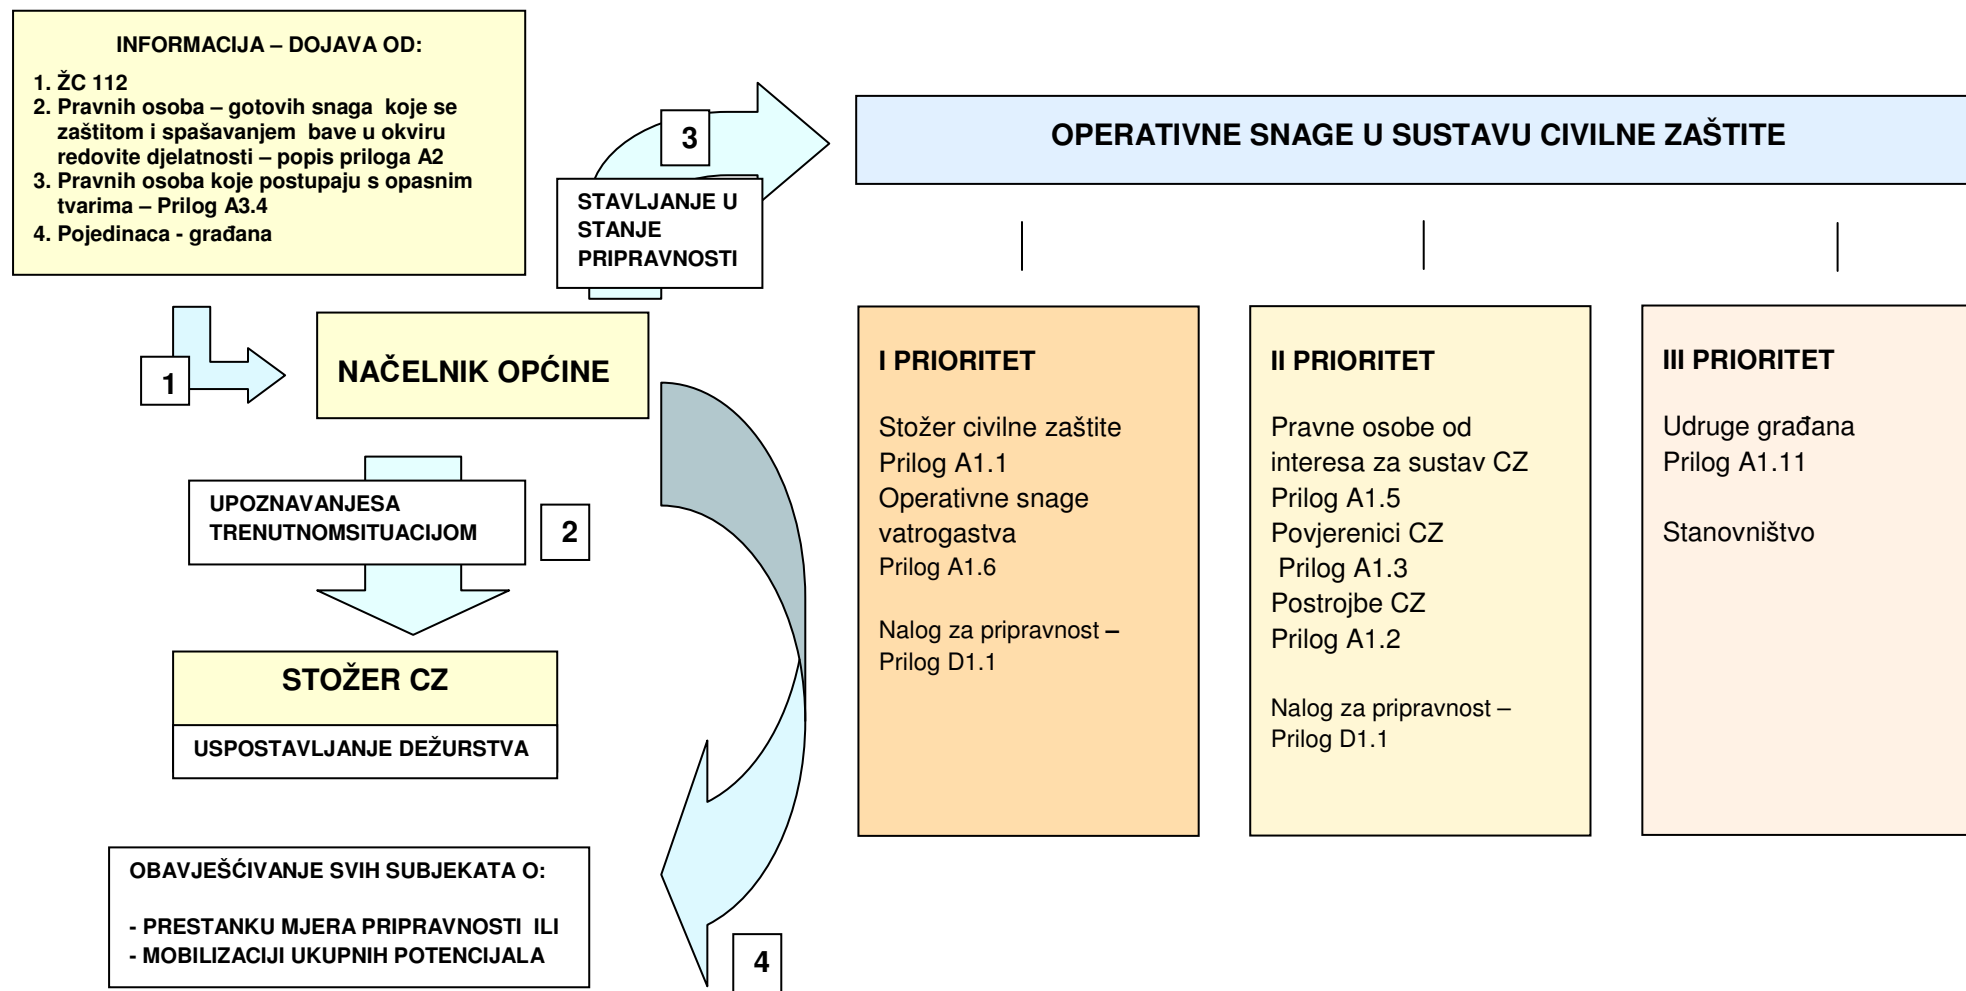 INFORMACIJA – DOJAVA OD:
1. ŽC 112
2. Pravnih osoba – gotovih snaga koje se
zaštitom i spašavanjem bave u okviru
redovite djelatnosti – popis priloga A2
3. Pravnih osoba koje postupaju s opasnim
tvarima – Prilog A3.4
4. Pojedinaca - građana
1
NAČELNIK OPĆINE
UPOZNAVANJESA
TRENUTNOMSITUACIJOM
2
STOŽER CZ
USPOSTAVLJANJE DEŽURSTVA
3
STAVLJANJE U
STANJE
PRIPRAVNOSTI
OBAVJEŠĆIVANJE SVIH SUBJEKATA O:
- PRESTANKU MJERA PRIPRAVNOSTI ILI
- MOBILIZACIJI UKUPNIH POTENCIJALA
4
OPERATIVNE SNAGE U SUSTAVU CIVILNE ZAŠTITE
I PRIORITET
Stožer civilne zaštite
Prilog A1.1
Operativne snage
vatrogastva
Prilog A1.6
Nalog za pripravnost –
Prilog D1.1
II PRIORITET
Pravne osobe od
interesa za sustav CZ
Prilog A1.5
Povjerenici CZ
Prilog A1.3
Postrojbe CZ
Prilog A1.2
Nalog za pripravnost –
Prilog D1.1
III PRIORITET
Udruge građana
Prilog A1.11
Stanovništvo